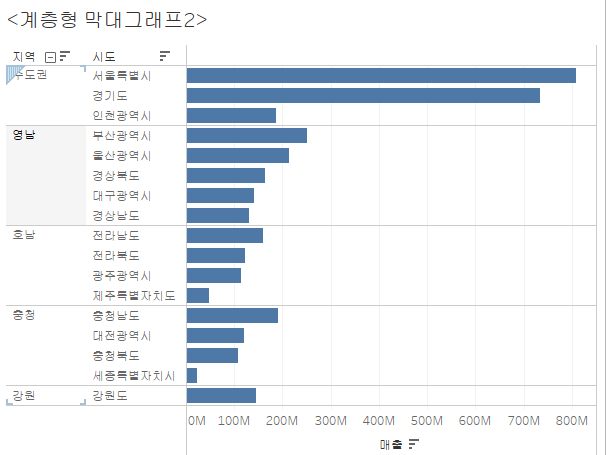 <계층형 막대그래프2>
지역 시도
수도권 서울특별시
경기도
인천광역시
영남 부산광역시
울산광역시
경상북도
대구광역시
경상남도
호남 전라남도
전라북도
광주광역시
제주특별자치도
충청 충청남도
대전광역시
충청북도
세종특별자치시
강원 강원도
0M 100M 200M 300M 400M 500M 600M 700M 800M
매출